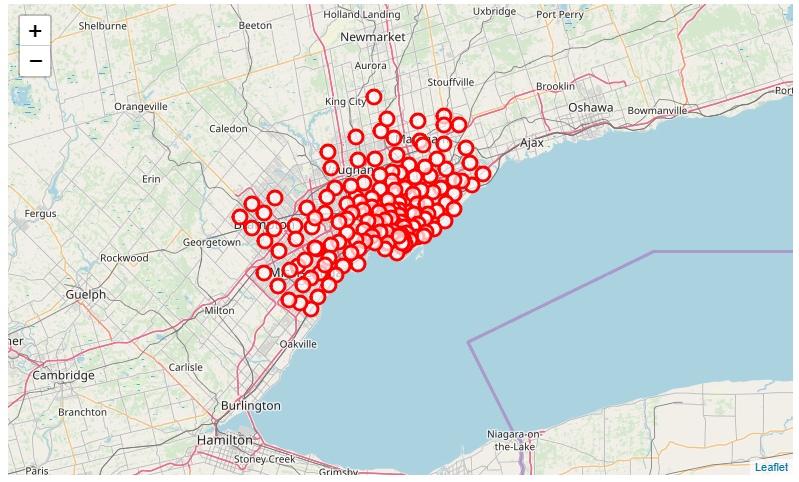 Holland Landing
Uxbridge
Port Perry
Shelburne
Beeton
Newmarket
+
−
Aurora
Stouffville
Brooklin
King City
Orangeville
Oshawa
Bowmanville
Caledon
Ajax
Erin
Fergus
Georgetown
Rockwood
Guelph
Milton
Oakville
Carlisle
Cambridge
Branchton
Burlington
Hamilton
Niagara-on
the-Lake
Stoney Creek
Paris
Grimsby
Leaflet